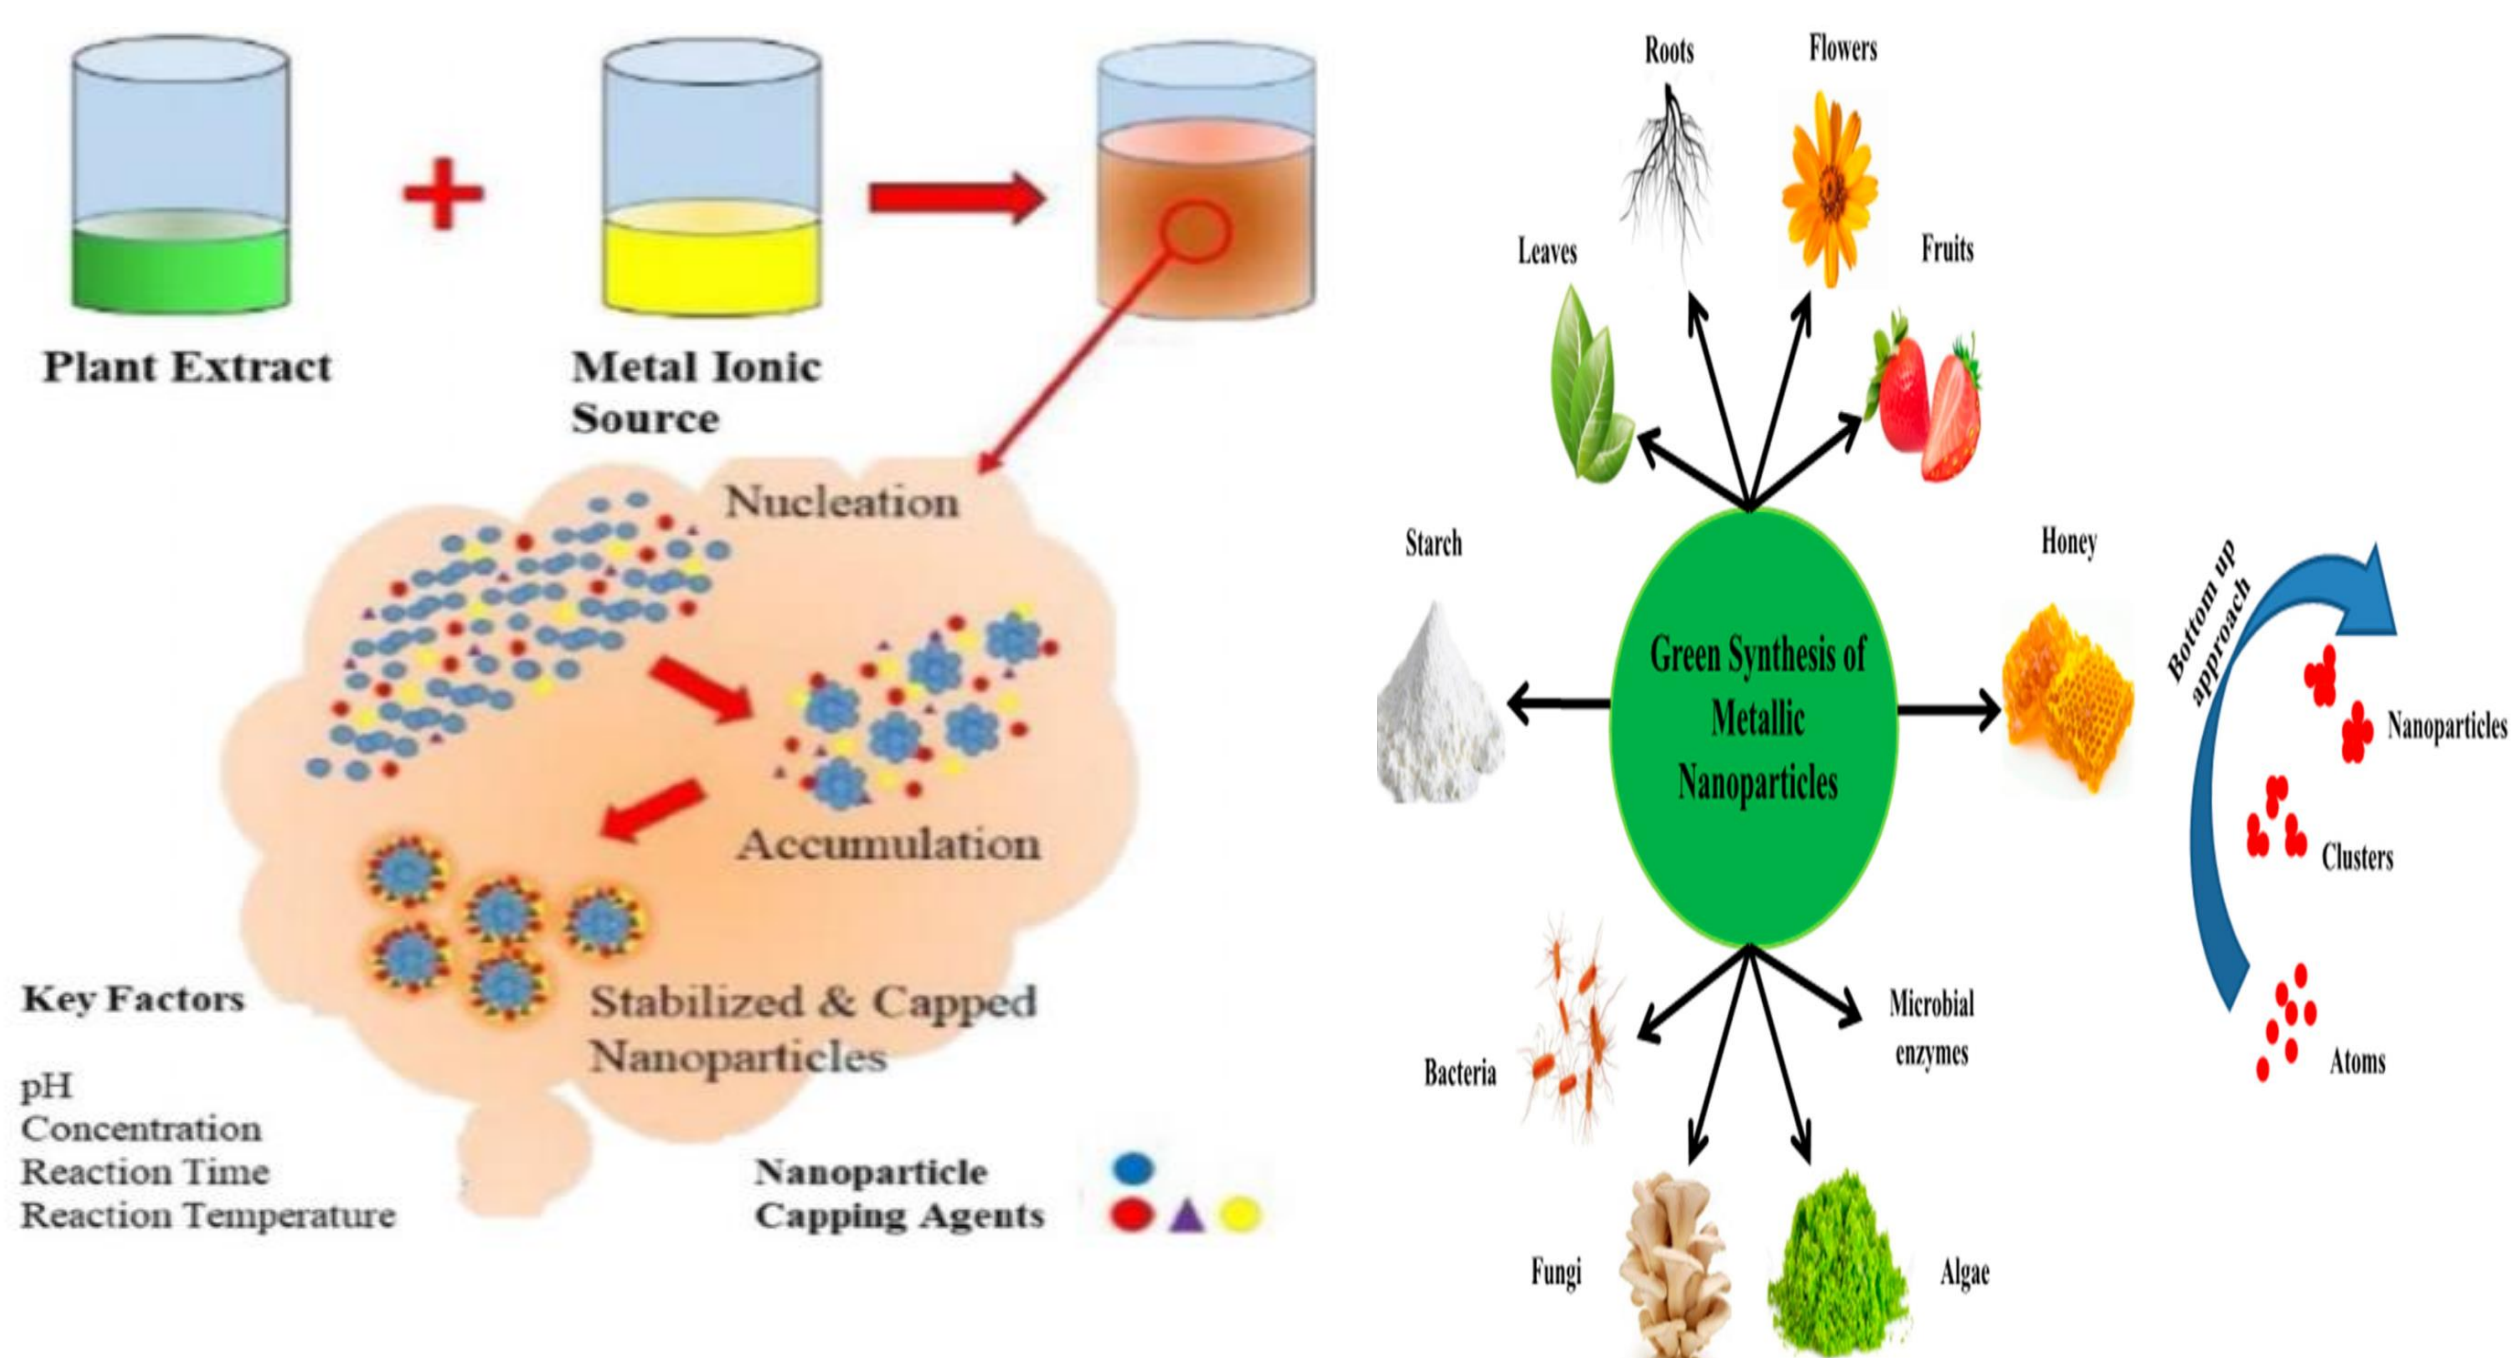 Plant Extract
Metal Ionic
Source
Nucleation
Accumulation
Stabilized & Capped
Nanoparticles
Key Factors
pH
Concentration
Reaction Time
Reaction Temperature
Nanoparticle
Capping Agents
Roots
Flowers
Leaves
Fruits
Starch
Honey
Green Synthesis of
Metallic
Nanoparticles
Bacteria
Microbial
enzymes
Fungi
Algae
Bottom up
approach
Nanoparticles
Clusters
Atoms